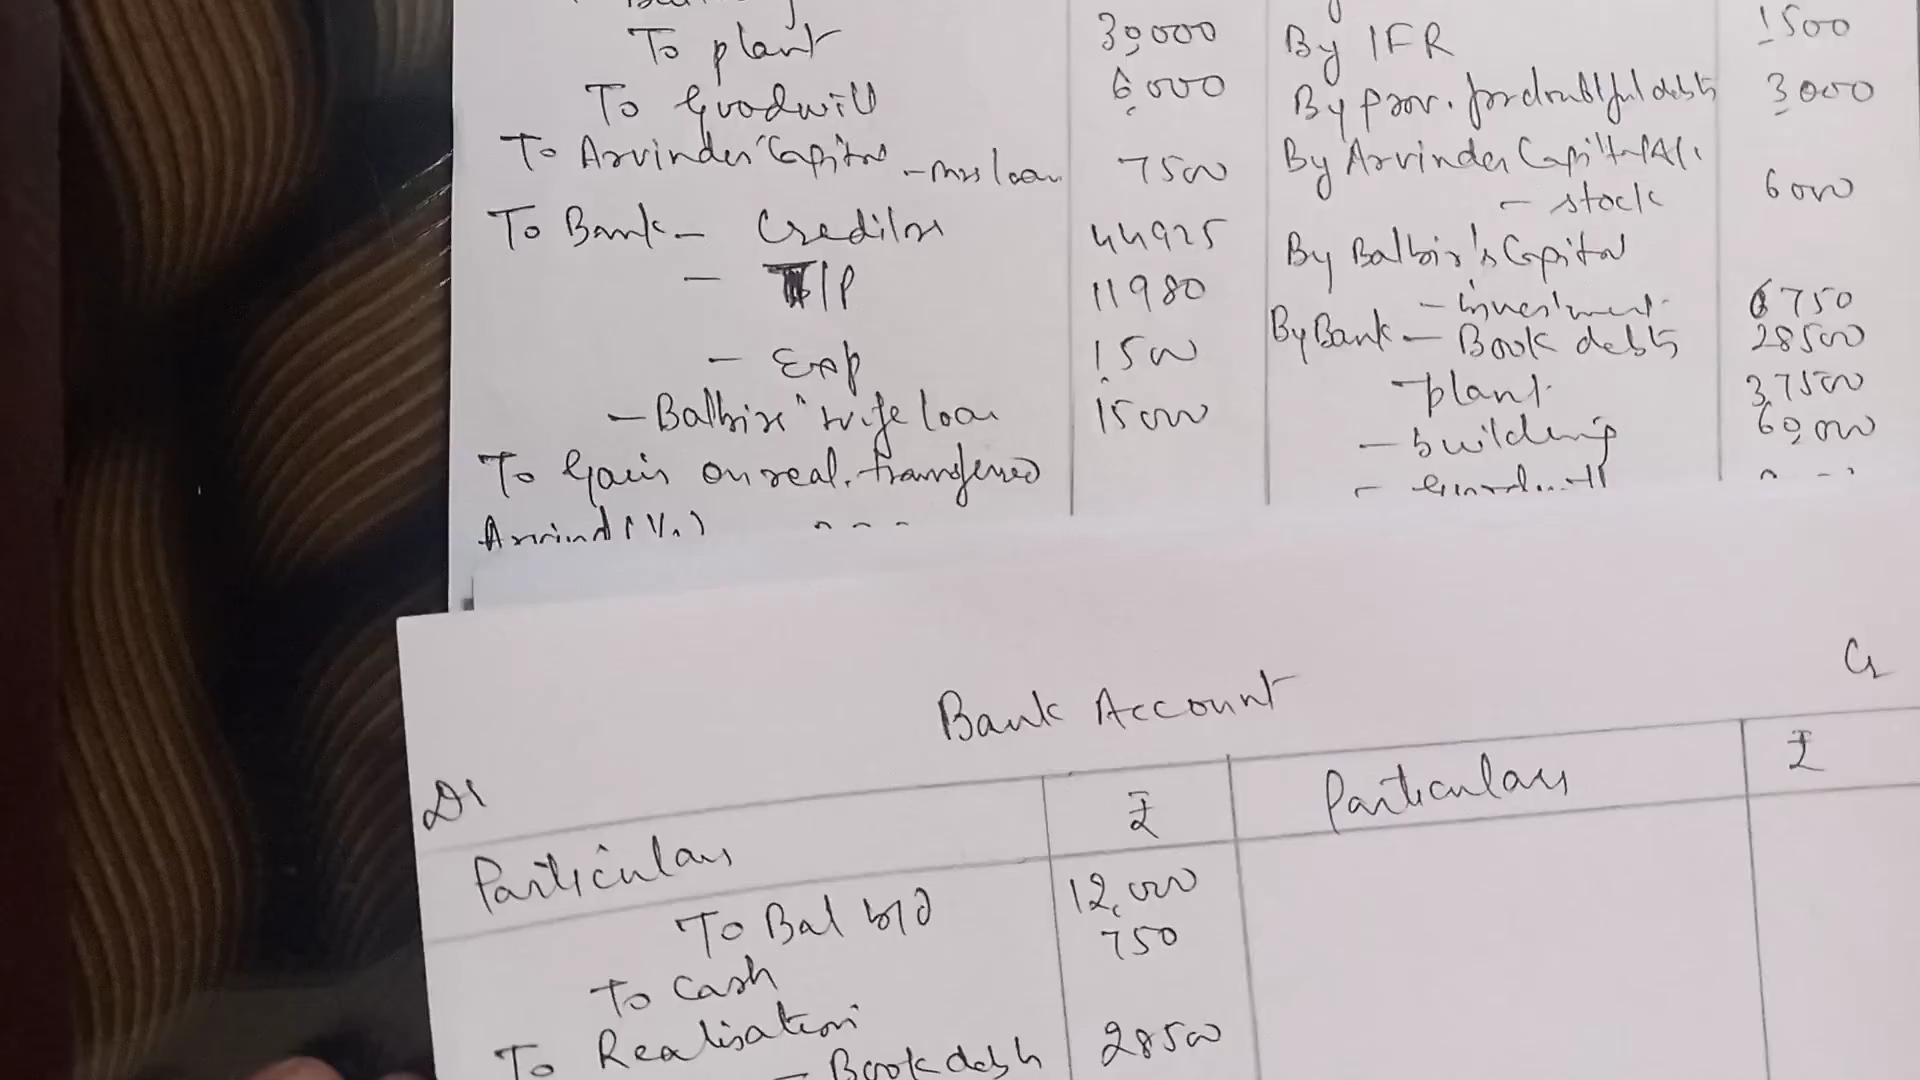 To plant 30,000 By IFR 1500
To Goodwill 6,000 By prov. for doubtful debts 3000
To Arvinder Capital - Mrs loan 7500 By Arvinder Capital A/c
- stock 6000
To Bank - Creditors 44925 By Balbir's Capital
- B/P 11980 - investment 6750
By Bank - Book debts 28500
- Exp 1500 - plant 37500
- Balbir's wife loan 15000 - building 60,000
To Gain on real. transferred
Arvind
Bank Account
Dr Cr
Particulars ₹ Particulars ₹
To Bal b/d 12,000
To Cash 750
To Realisation
- Book debts 28500